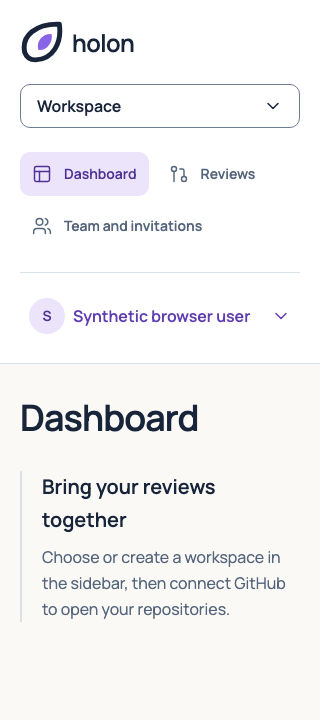 holon
Workspace
Dashboard
Reviews
Team and invitations
S
Synthetic browser user
Dashboard
Bring your reviews
together
Choose or create a workspace in
the sidebar, then connect GitHub
to open your repositories.